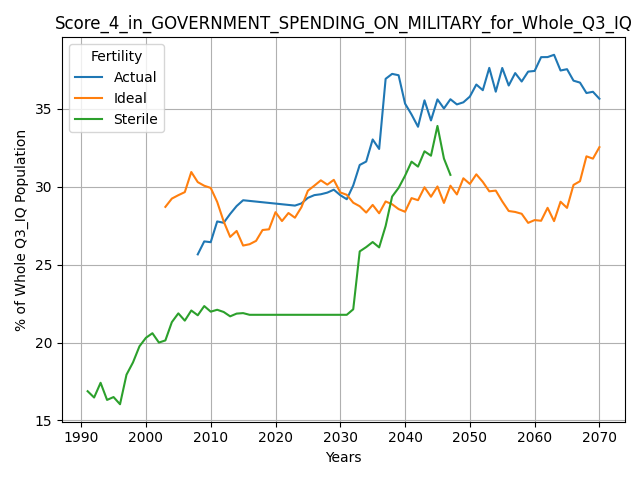 Score_4_in_GOVERNMENT_SPENDING_ON_MILITARY_for_Whole_Q3_IQ
Fertility
Actual
Ideal
Sterile
% of Whole Q3_IQ Population
35
30
25
20
15
1990 2000 2010 2020 2030 2040 2050 2060 2070
Years